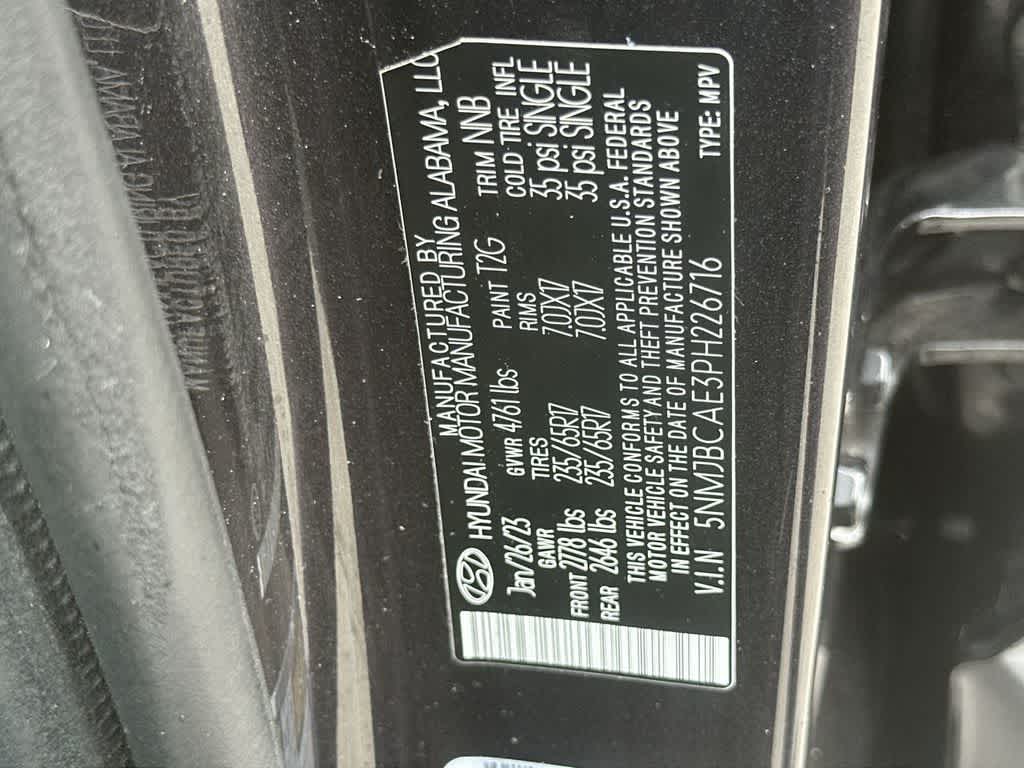 MANUFACTURED BY
HYUNDAI MOTOR MANUFACTURING ALABAMA, LLC
Jan/26/23 GVWR 4761 lbs PAINT T2G TRIM NNB
GAWR TIRES RIMS COLD TIRE INFL
FRONT 2778 lbs 235/65R17 7.0JX17 35 psi SINGLE
REAR 2646 lbs 235/65R17 7.0JX17 35 psi SINGLE
THIS VEHICLE CONFORMS TO ALL APPLICABLE U.S.A. FEDERAL
MOTOR VEHICLE SAFETY AND THEFT PREVENTION STANDARDS
IN EFFECT ON THE DATE OF MANUFACTURE SHOWN ABOVE
V.I.N 5NMJBCAE3PH226716 TYPE: MPV